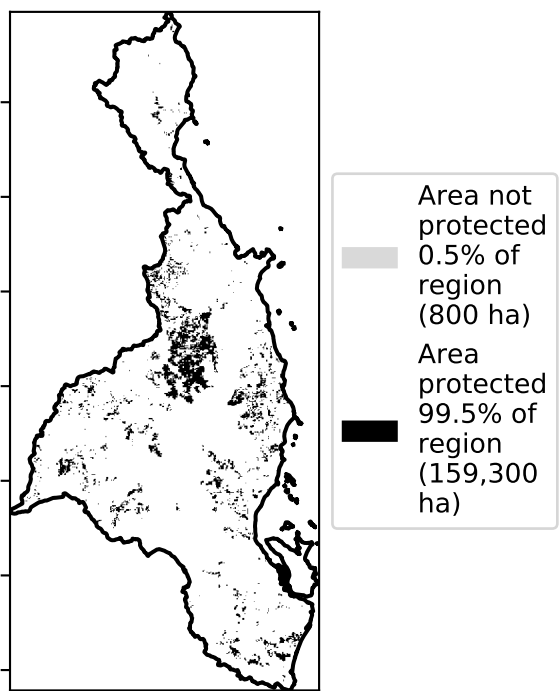 Area not
protected
0.5% of
region
(800 ha)
Area
protected
99.5% of
region
(159,300
ha)